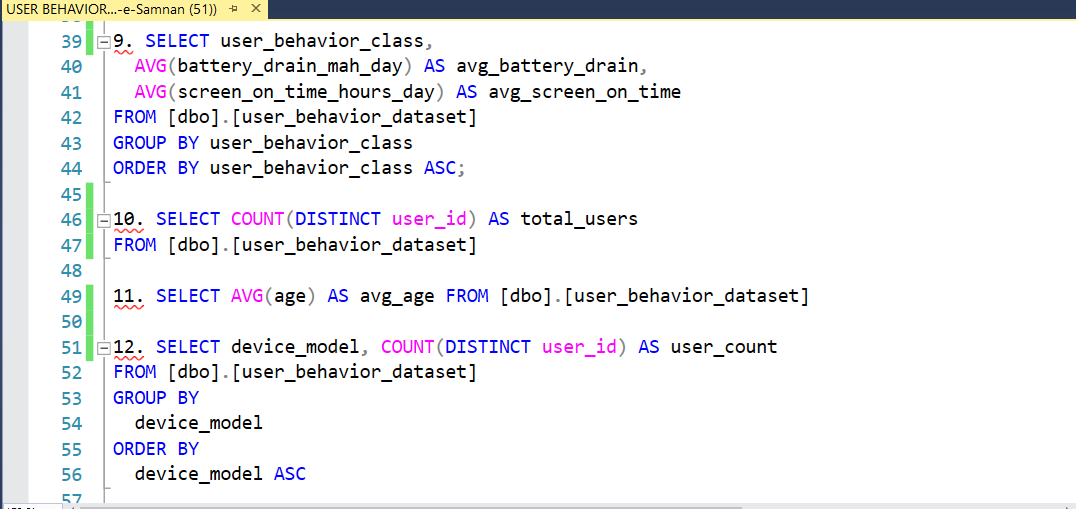 USER BEHAVIOR...-e-Samnan (51))
39 9. SELECT user_behavior_class,
40 AVG(battery_drain_mah_day) AS avg_battery_drain,
41 AVG(screen_on_time_hours_day) AS avg_screen_on_time
42 FROM [dbo].[user_behavior_dataset]
43 GROUP BY user_behavior_class
44 ORDER BY user_behavior_class ASC;
45
46 10. SELECT COUNT(DISTINCT user_id) AS total_users
47 FROM [dbo].[user_behavior_dataset]
48
49 11. SELECT AVG(age) AS avg_age FROM [dbo].[user_behavior_dataset]
50
51 12. SELECT device_model, COUNT(DISTINCT user_id) AS user_count
52 FROM [dbo].[user_behavior_dataset]
53 GROUP BY
54 device_model
55 ORDER BY
56 device_model ASC
57